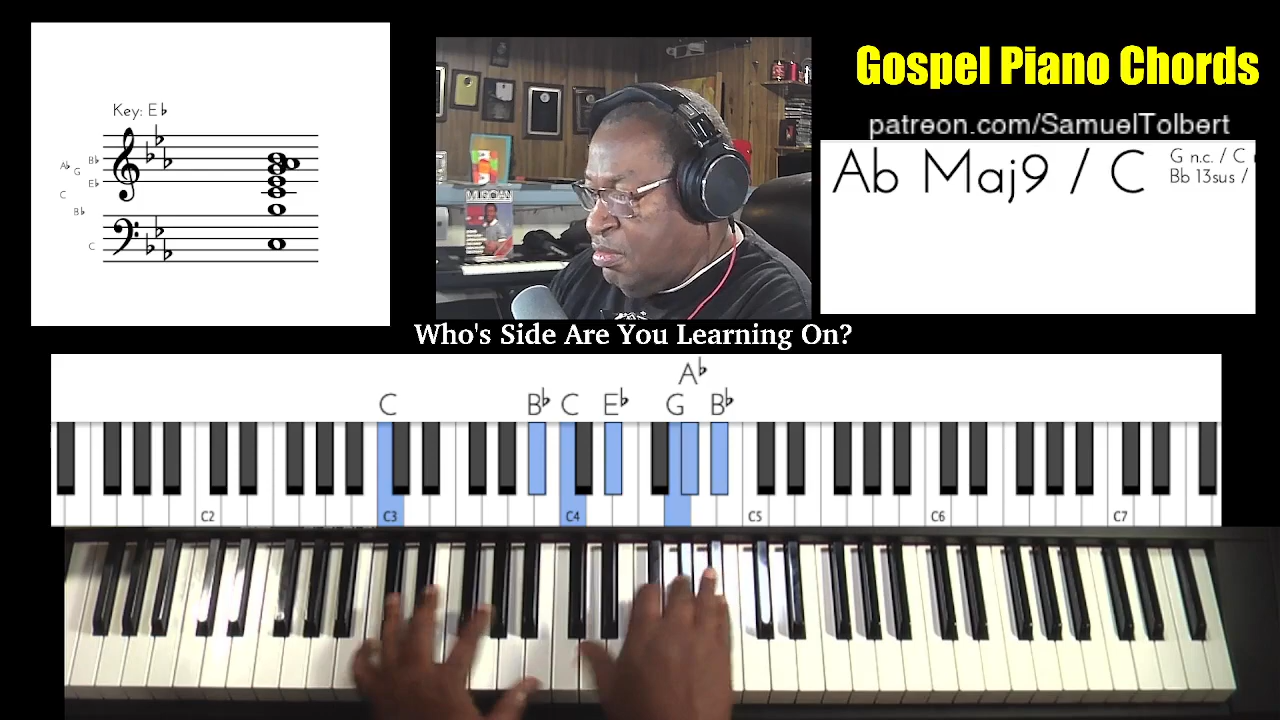 Key: E♭
B♭
A♭
G
E♭
C
B♭
C
MUSICIAN
Gospel Piano Chords
patreon.com/SamuelTolbert
Ab Maj9 / C
G n.c. / C
Bb 13sus /
Who's Side Are You Learning On?
A♭
C B♭ C E♭ G B♭
C2 C3 C4 C5 C6 C7